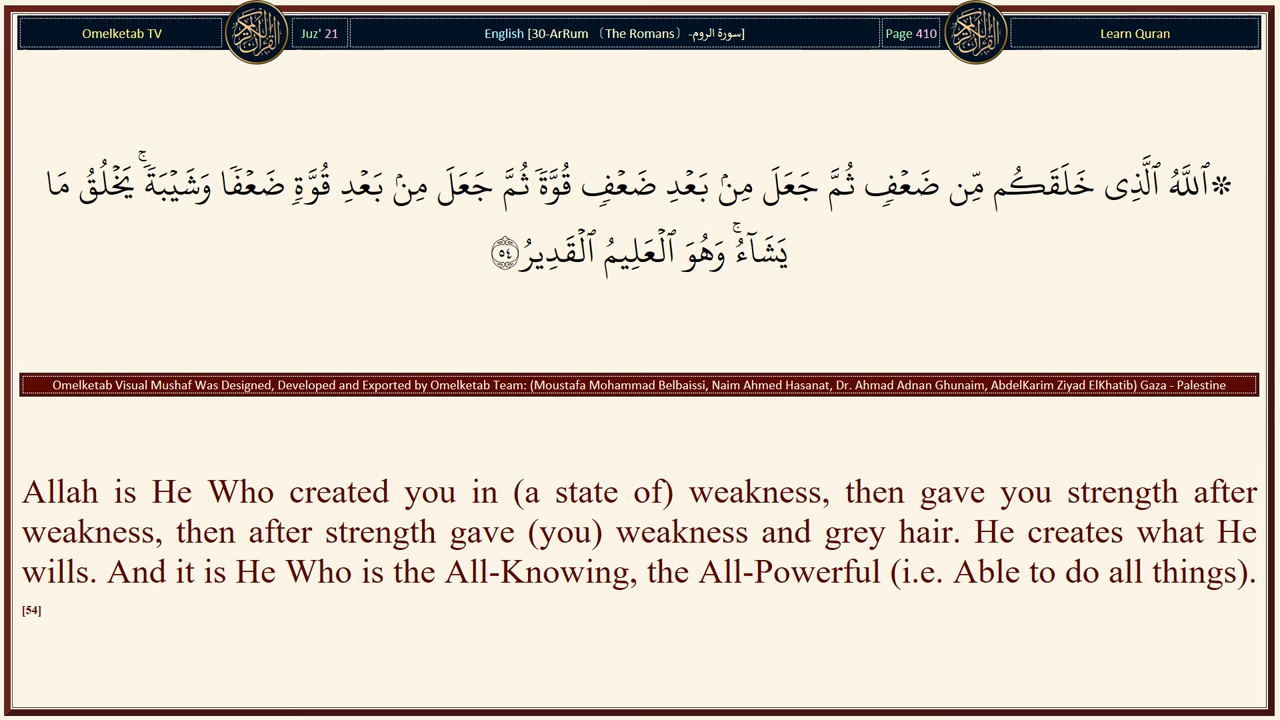 Omelketab TV
Juz' 21
English [30-ArRum （The Romans） -سورة الروم]
Page 410
Learn Quran
۞ٱللَّهُ ٱلَّذِى خَلَقَكُم مِّن ضَعۡفٖ ثُمَّ جَعَلَ مِنۢ بَعۡدِ ضَعۡفٖ قُوَّةٗ ثُمَّ جَعَلَ مِنۢ بَعۡدِ قُوَّةٖ ضَعۡفٗا وَشَيۡبَةٗۚ يَخۡلُقُ مَا
يَشَآءُۚ وَهُوَ ٱلۡعَلِيمُ ٱلۡقَدِيرُ ٥٤
Omelketab Visual Mushaf Was Designed, Developed and Exported by Omelketab Team: (Moustafa Mohammad Belbaissi, Naim Ahmed Hasanat, Dr. Ahmad Adnan Ghunaim, AbdelKarim Ziyad ElKhatib) Gaza - Palestine
Allah is He Who created you in (a state of) weakness, then gave you strength after
weakness, then after strength gave (you) weakness and grey hair. He creates what He
wills. And it is He Who is the All-Knowing, the All-Powerful (i.e. Able to do all things).
[54]